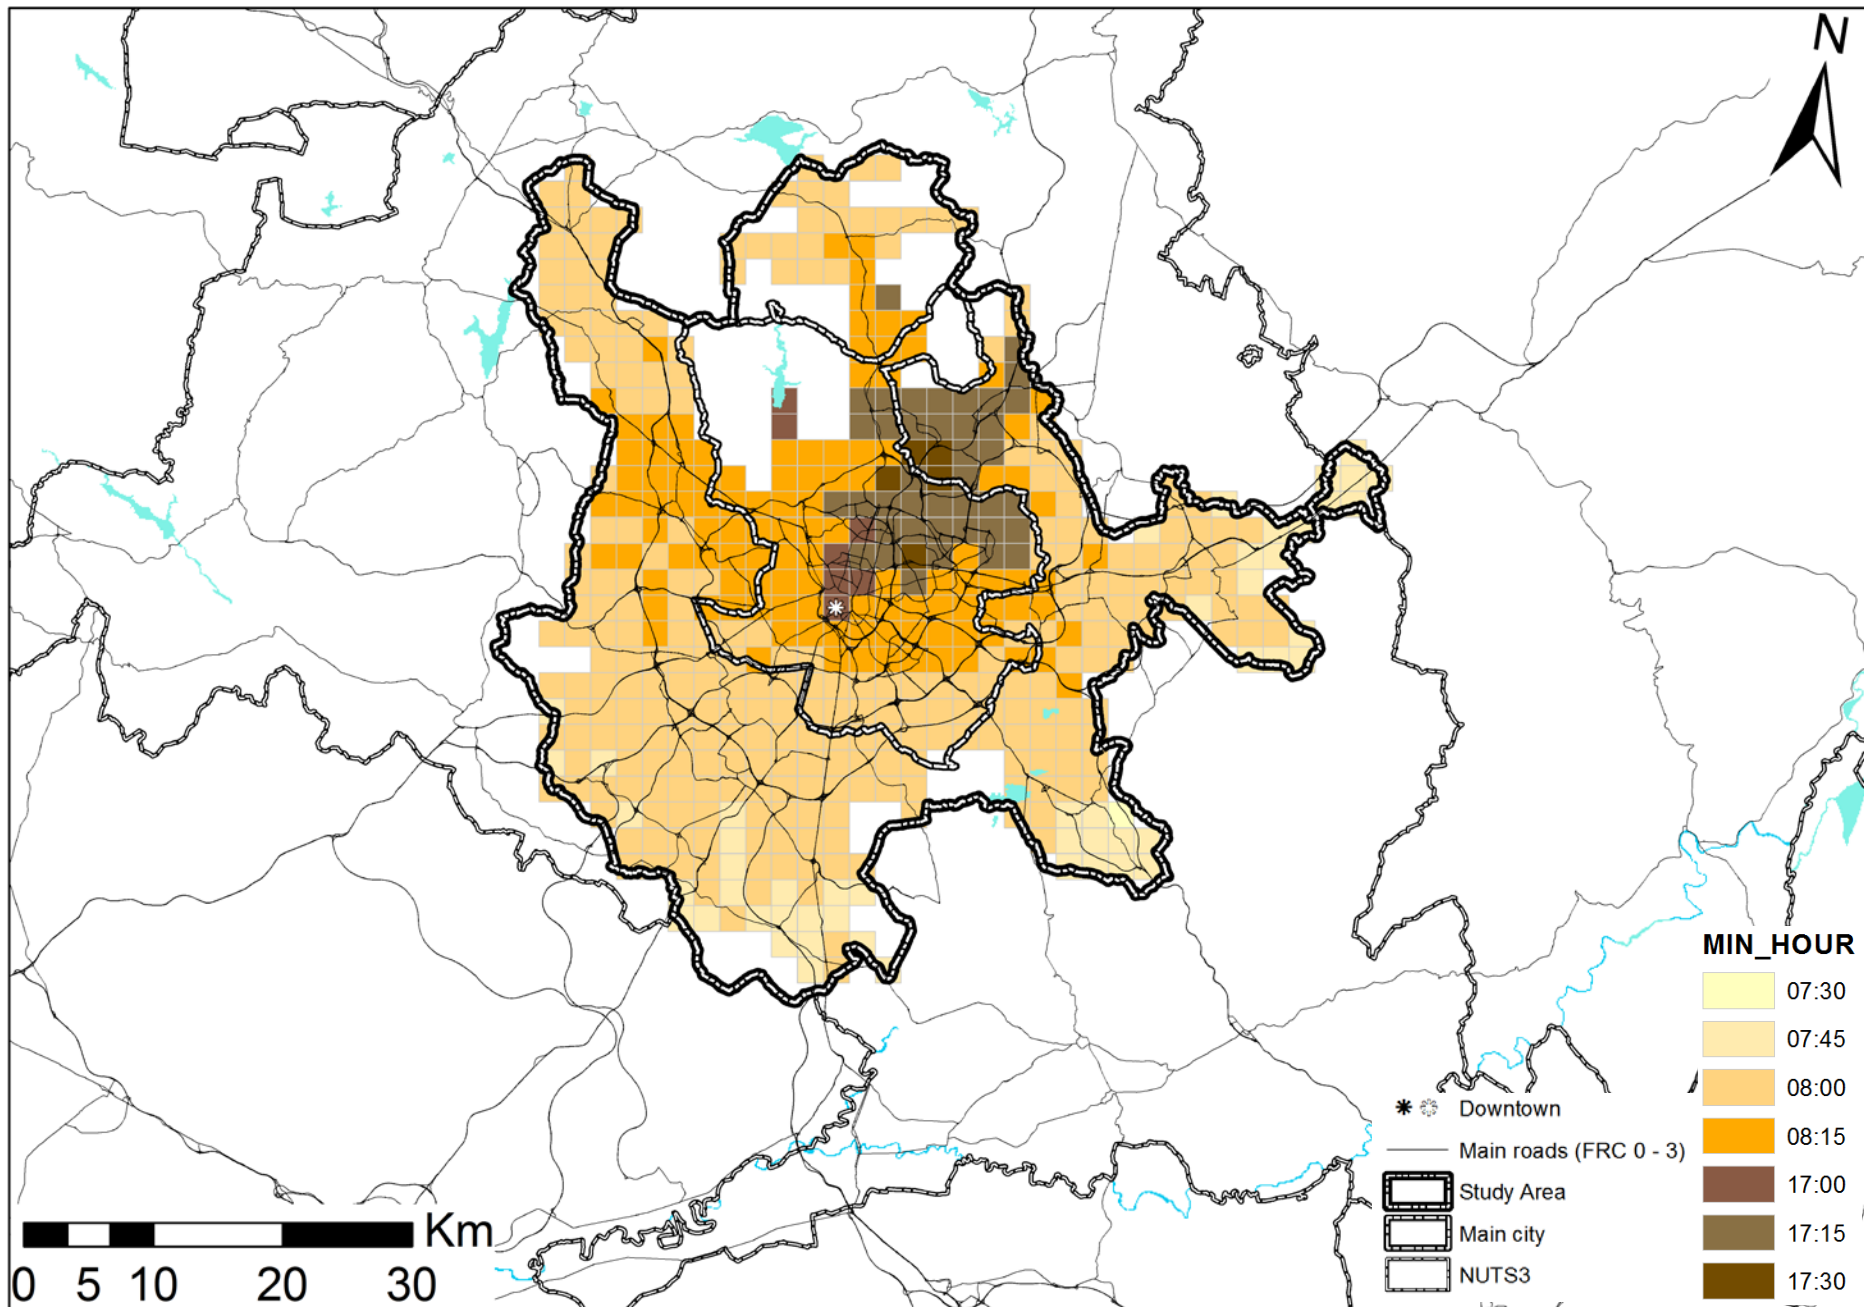 N
MIN_HOUR
07:30
07:45
08:00
08:15
17:00
17:15
17:30
Downtown
Main roads (FRC 0 - 3)
Study Area
Main city
NUTS3
Km
0 5 10 20 30